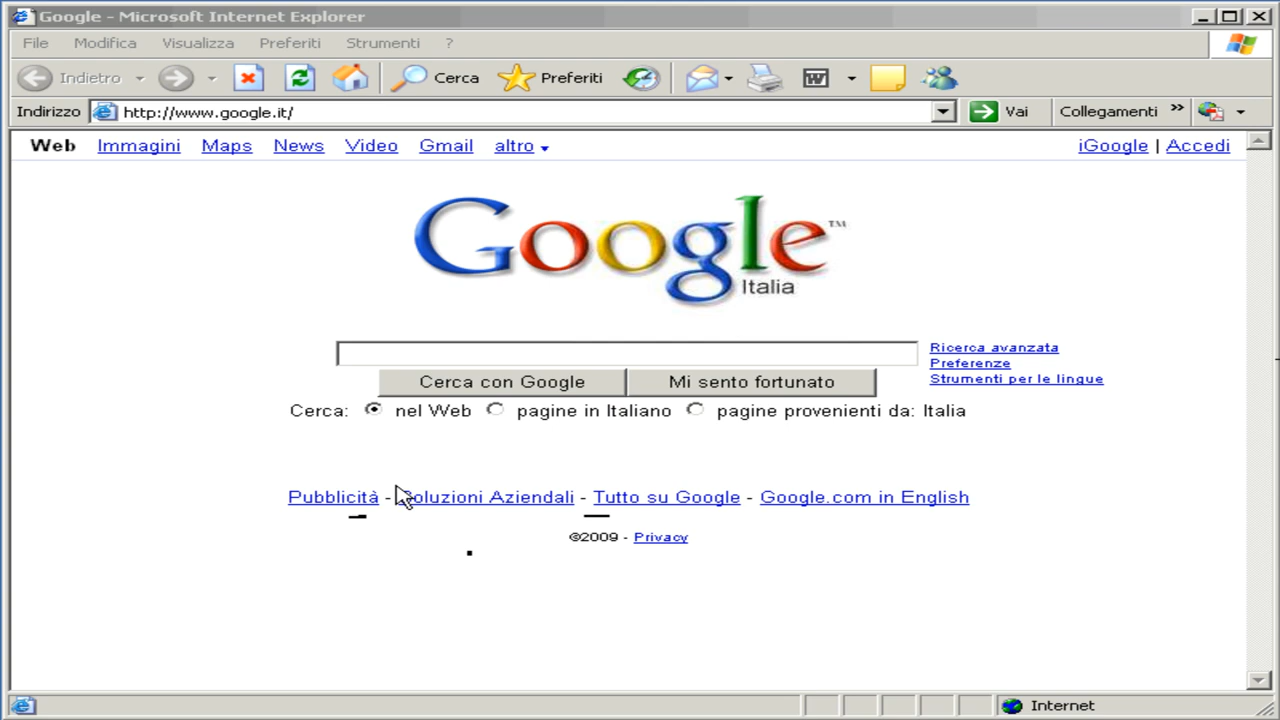 Google - Microsoft Internet Explorer
File Modifica Visualizza Preferiti Strumenti ?
Indietro Cerca Preferiti W
Indirizzo http://www.google.it/ Vai Collegamenti »
Web Immagini Maps News Video Gmail altro iGoogle | Accedi
Google™
Italia
Ricerca avanzata
Preferenze
Strumenti per le lingue
Cerca con Google Mi sento fortunato
Cerca: nel Web pagine in Italiano pagine provenienti da: Italia
Pubblicità - Soluzioni Aziendali - Tutto su Google - Google.com in English
©2009 - Privacy
Internet